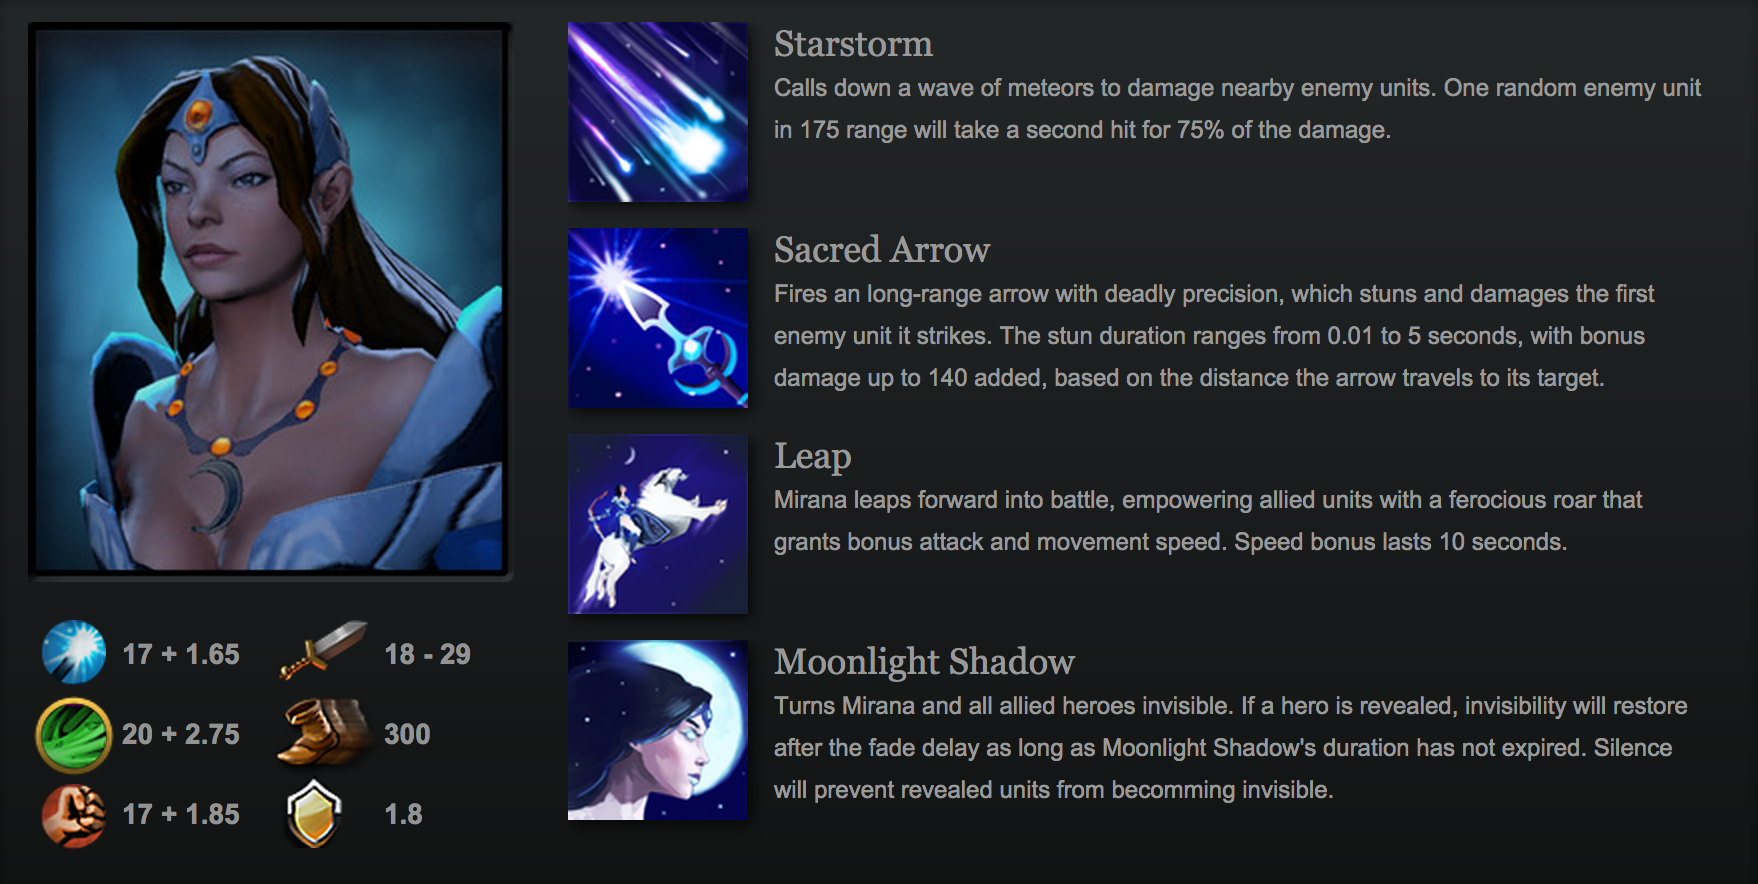 Starstorm
Calls down a wave of meteors to damage nearby enemy units. One random enemy unit
in 175 range will take a second hit for 75% of the damage.
Sacred Arrow
Fires an long-range arrow with deadly precision, which stuns and damages the first
enemy unit it strikes. The stun duration ranges from 0.01 to 5 seconds, with bonus
damage up to 140 added, based on the distance the arrow travels to its target.
Leap
Mirana leaps forward into battle, empowering allied units with a ferocious roar that
grants bonus attack and movement speed. Speed bonus lasts 10 seconds.
Moonlight Shadow
Turns Mirana and all allied heroes invisible. If a hero is revealed, invisibility will restore
after the fade delay as long as Moonlight Shadow's duration has not expired. Silence
will prevent revealed units from becomming invisible.
17 + 1.65 18 - 29
20 + 2.75 300
17 + 1.85 1.8